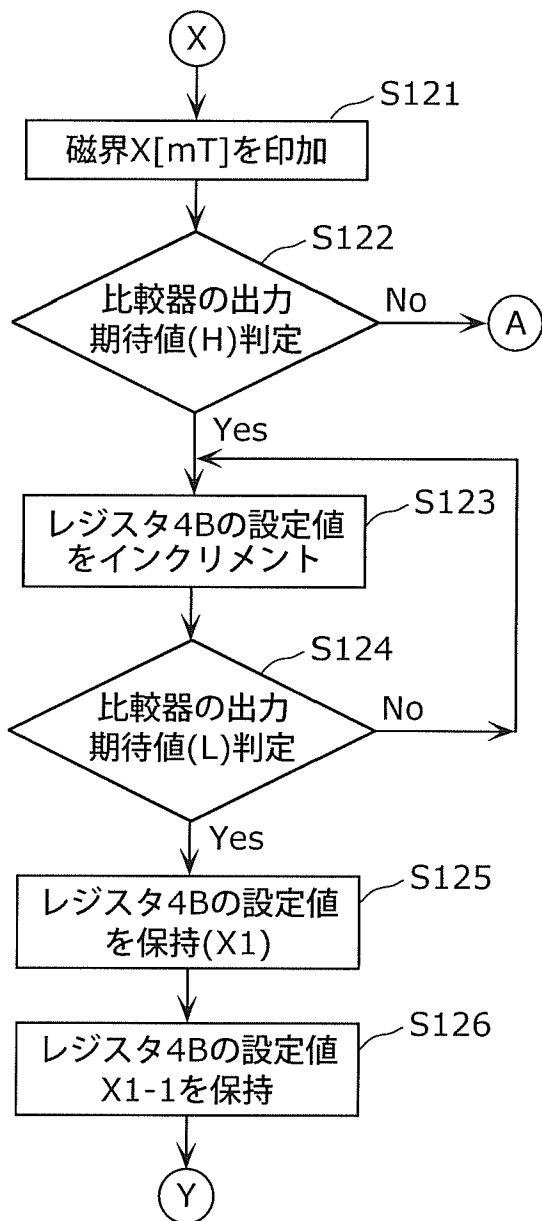 X
S121
磁界X[mT]を印加
S122
比較器の出力
期待値(H)判定
No
A
Yes
S123
レジスタ4Bの設定値
をインクリメント
S124
比較器の出力
期待値(L)判定
No
Yes
S125
レジスタ4Bの設定値
を保持(X1)
S126
レジスタ4Bの設定値
X1-1を保持
Y